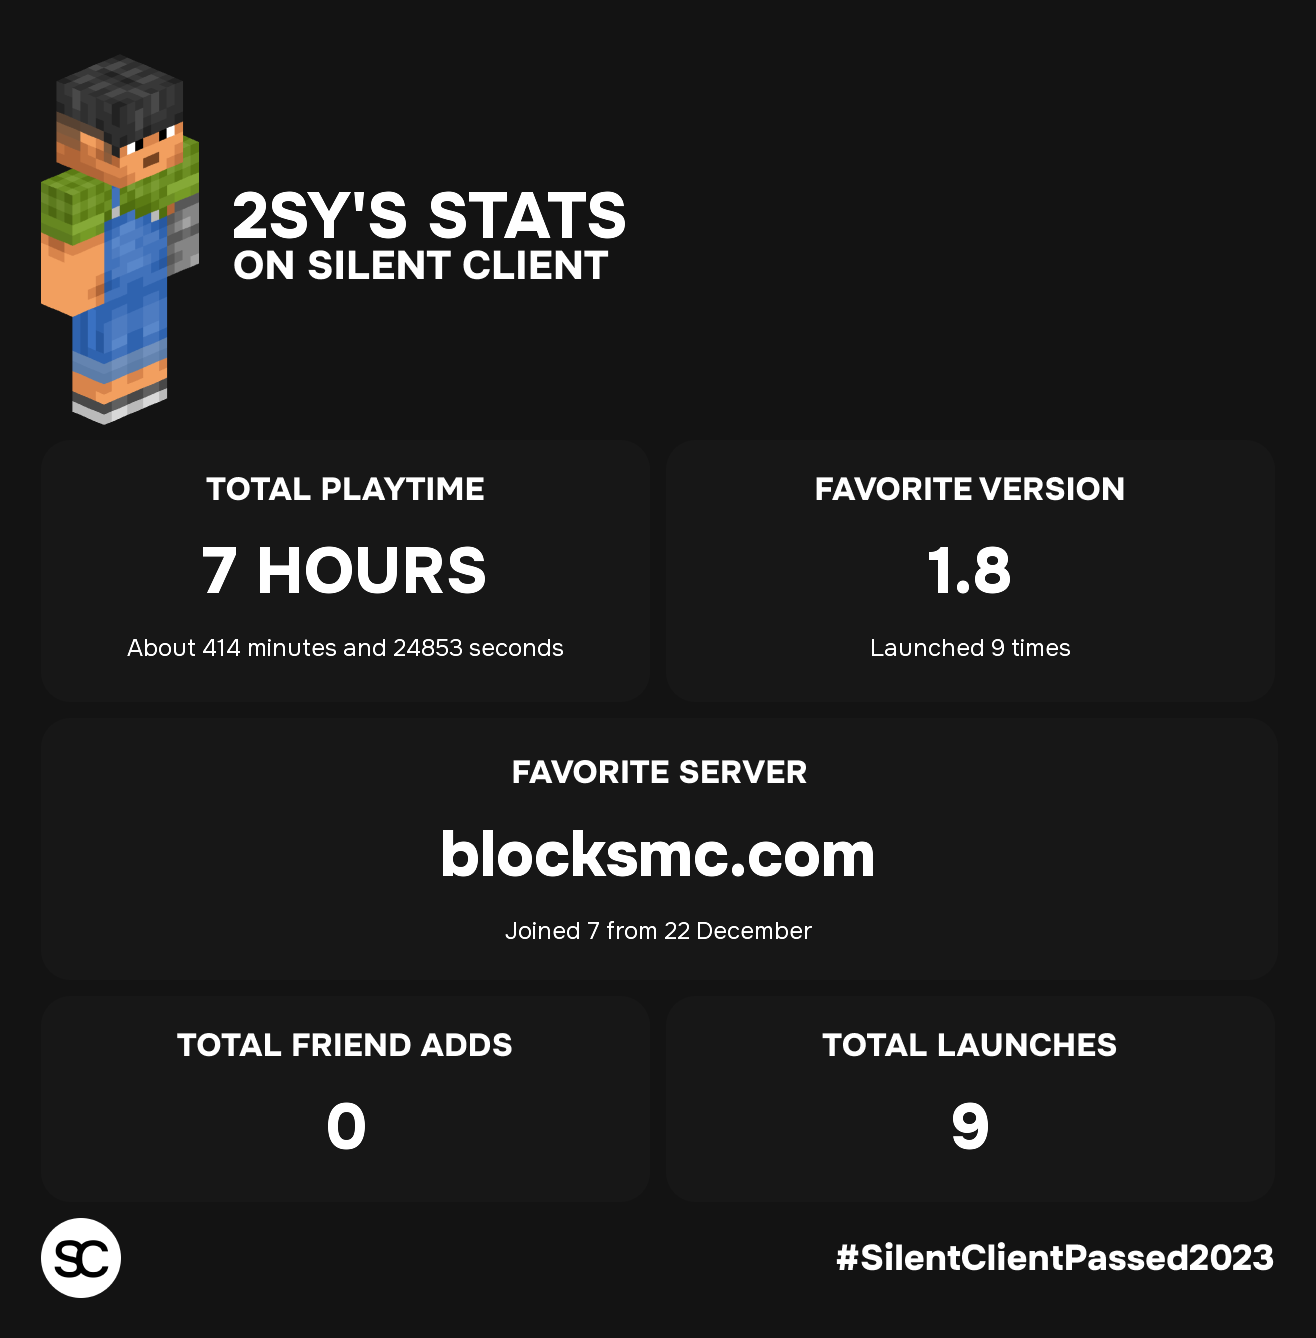 2SY'S STATS
ON SILENT CLIENT
TOTAL PLAYTIME
7 HOURS
About 414 minutes and 24853 seconds
FAVORITE VERSION
1.8
Launched 9 times
FAVORITE SERVER
blocksmc.com
Joined 7 from 22 December
TOTAL FRIEND ADDS
0
TOTAL LAUNCHES
9
SC
#SilentClientPassed2023